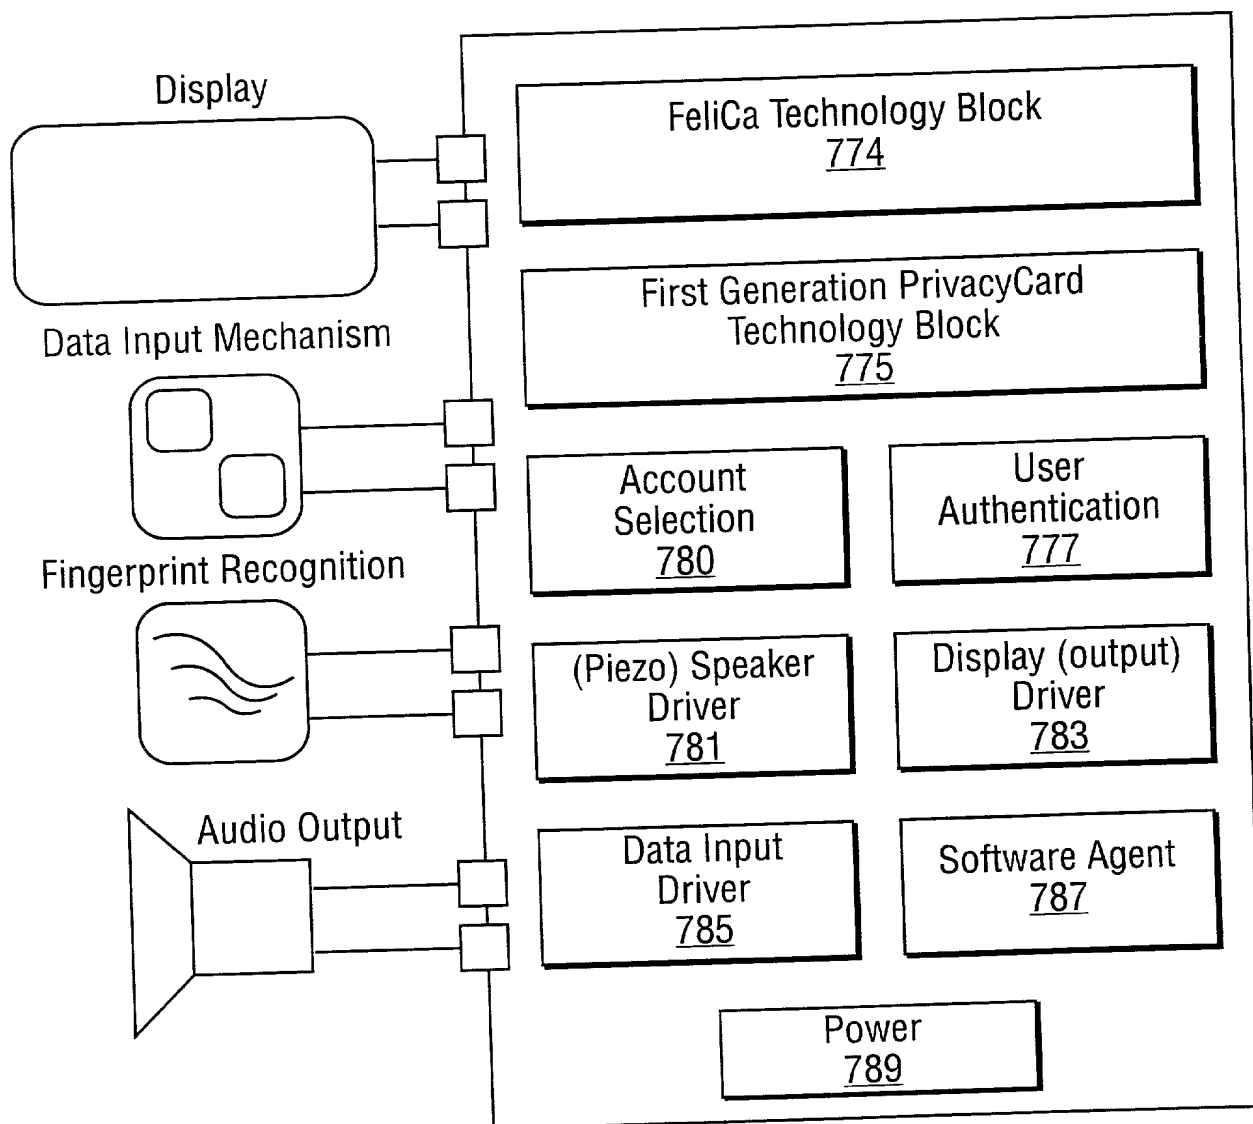 Display
FeliCa Technology Block
774
First Generation PrivacyCard
Technology Block
775
Data Input Mechanism
Account
Selection
780
User
Authentication
777
Fingerprint Recognition
(Piezo) Speaker
Driver
781
Display (output)
Driver
783
Audio Output
Data Input
Driver
785
Software Agent
787
Power
789